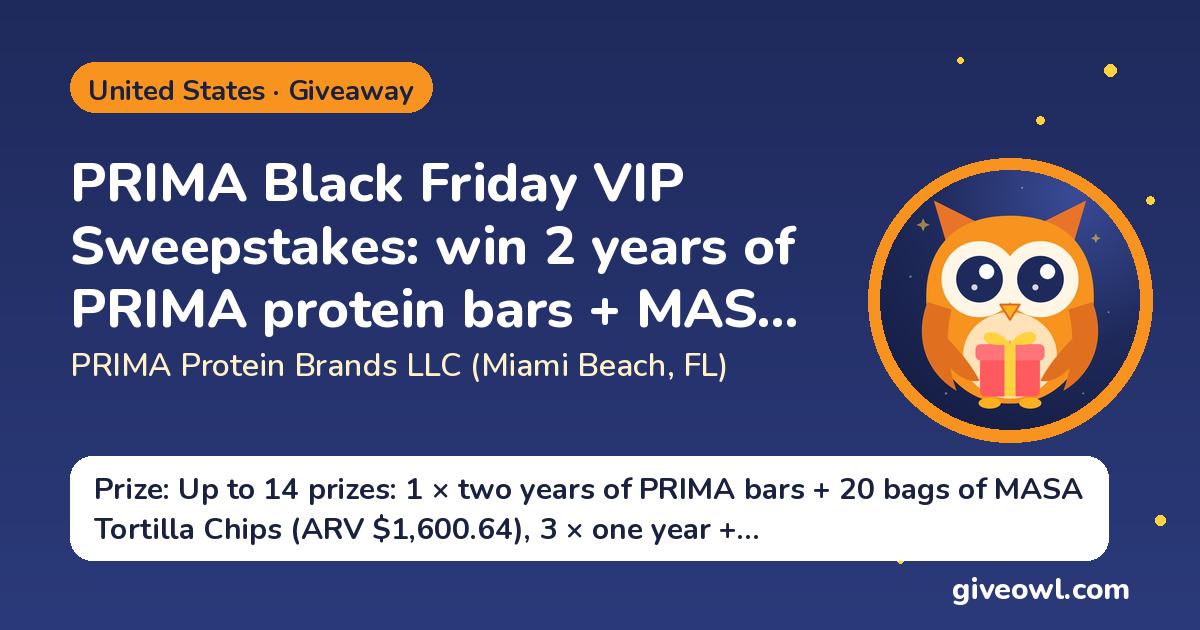 United States · Giveaway
PRIMA Black Friday VIP
Sweepstakes: win 2 years of
PRIMA protein bars + MAS...
PRIMA Protein Brands LLC (Miami Beach, FL)
Prize: Up to 14 prizes: 1 × two years of PRIMA bars + 20 bags of MASA
Tortilla Chips (ARV $1,600.64), 3 × one year +...
giveowl.com